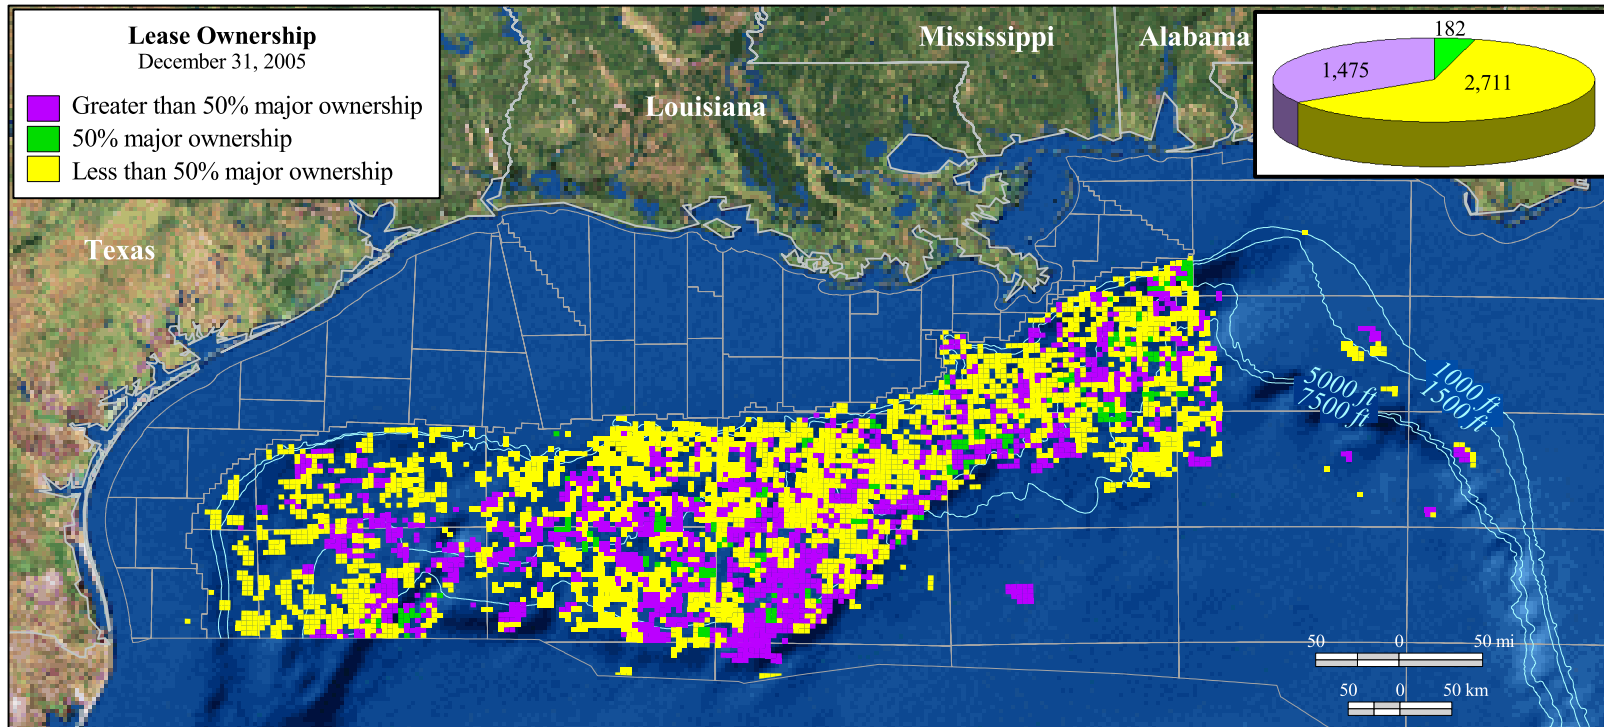 Lease Ownership
December 31, 2005
Greater than 50% major ownership
50% major ownership
Less than 50% major ownership
Texas
Louisiana
Mississippi
Alabama
182
1,475
2,711
1000 ft
1500 ft
5000 ft
7500 ft
50 0 50 mi
50 0 50 km